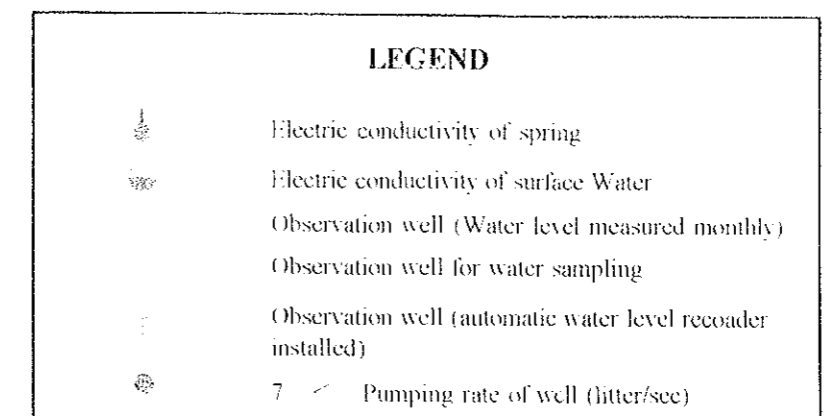 LEGEND
Electric conductivity of spring
Electric conductivity of surface Water
Observation well (Water level measured monthly)
Observation well for water sampling
Observation well (automatic water level recoader
installed)
7 Pumping rate of well (litter/sec)